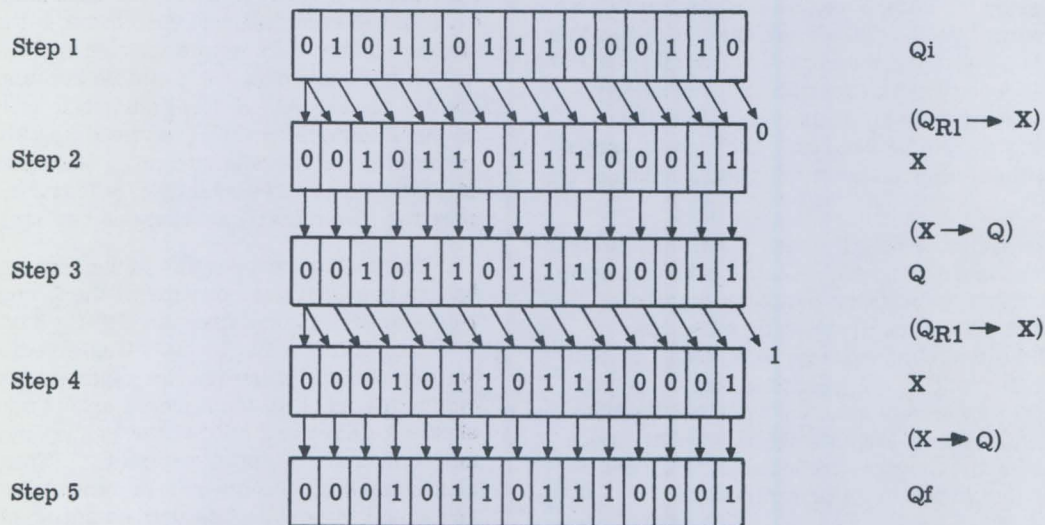 Step 1 0 1 0 1 1 0 1 1 1 0 0 0 1 1 0 Qi
0 (QR1 → X)
Step 2 0 0 1 0 1 1 0 1 1 1 0 0 0 1 1 X
(X → Q)
Step 3 0 0 1 0 1 1 0 1 1 1 0 0 0 1 1 Q
(QR1 → X)
1
Step 4 0 0 0 1 0 1 1 0 1 1 1 0 0 0 1 X
(X → Q)
Step 5 0 0 0 1 0 1 1 0 1 1 1 0 0 0 1 Qf